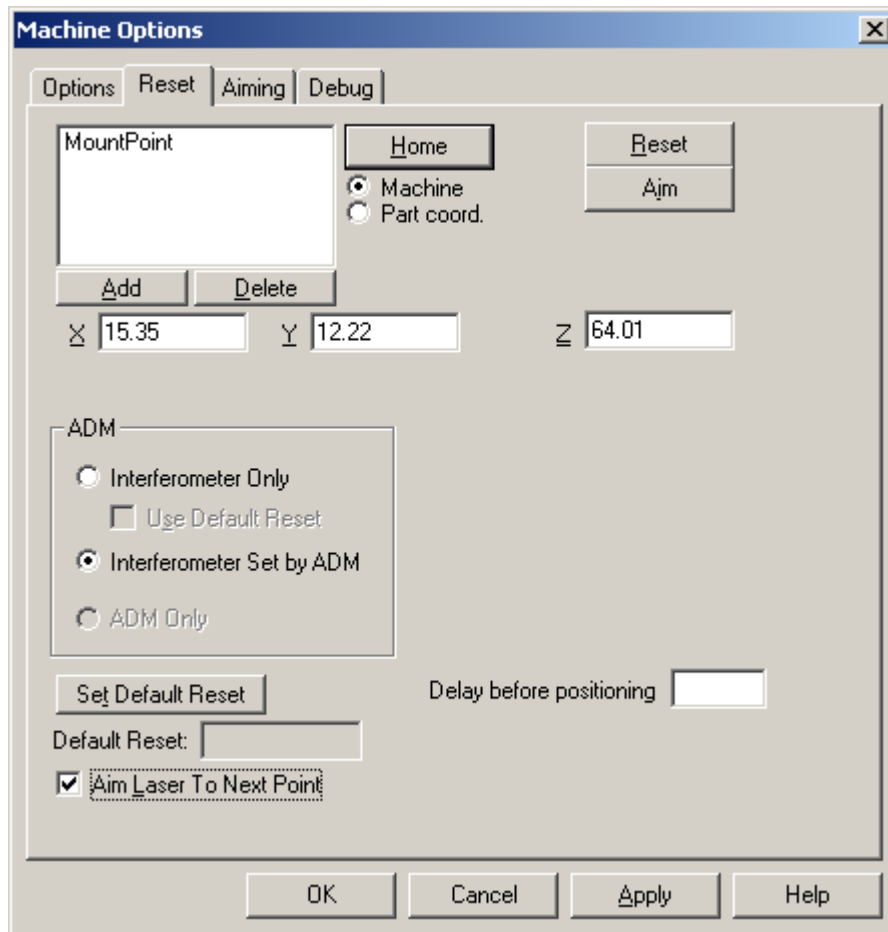 Machine Options
Options Reset Aiming Debug
MountPoint
Home
Reset
Machine
Aim
Part coord.
Add Delete
X 15.35 Y 12.22 Z 64.01
ADM
Interferometer Only
Use Default Reset
Interferometer Set by ADM
ADM Only
Set Default Reset Delay before positioning
Default Reset:
Aim Laser To Next Point
OK Cancel Apply Help